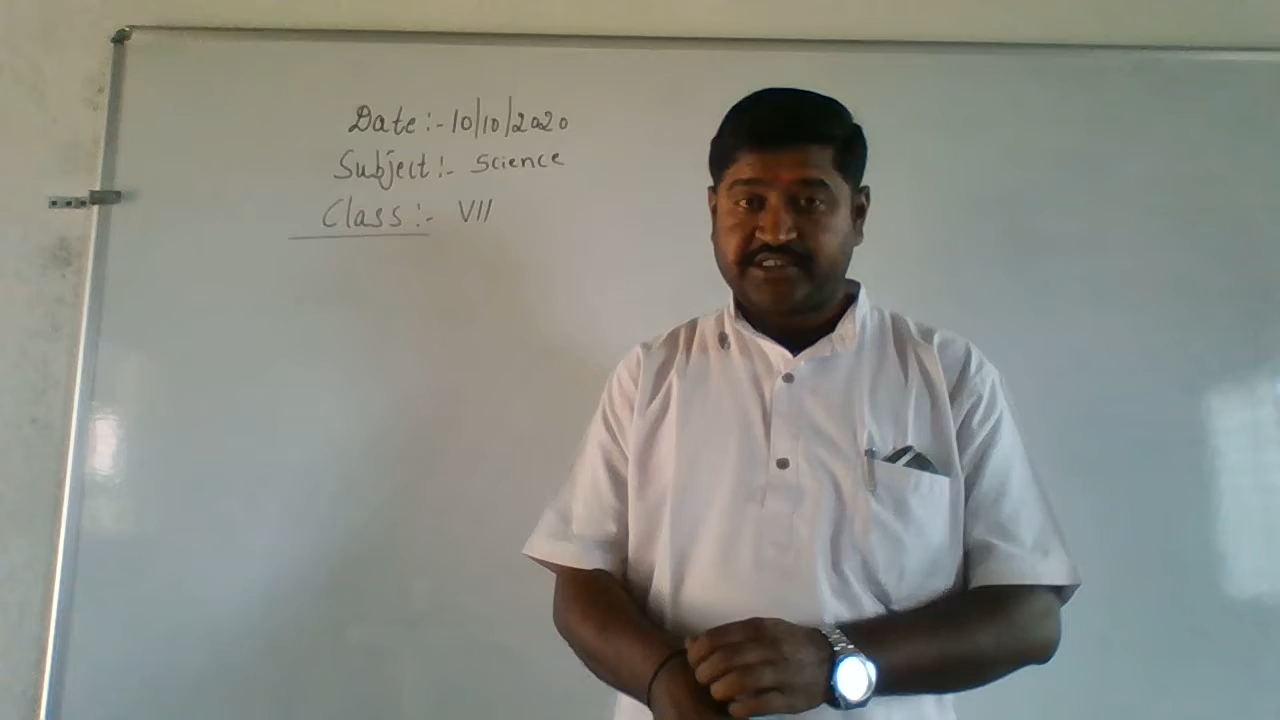 Date :- 10/10/2020
Subject :- Science
Class :- VII